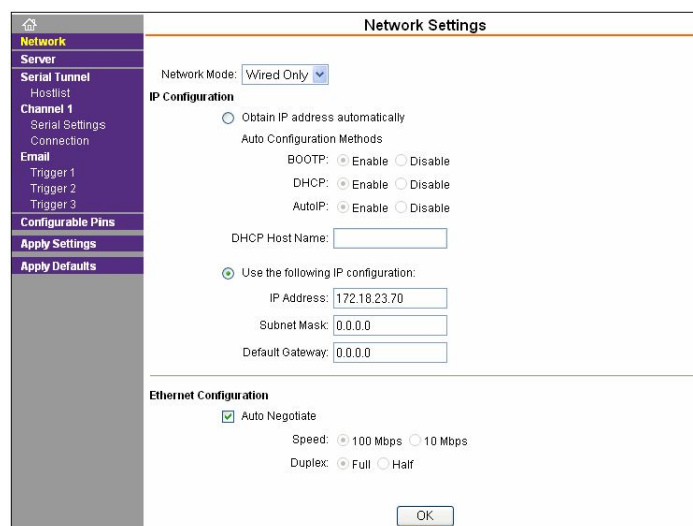 Network Settings
Network
Server
Serial Tunnel
Hostlist
Channel 1
Serial Settings
Connection
Email
Trigger 1
Trigger 2
Trigger 3
Configurable Pins
Apply Settings
Apply Defaults
Network Mode: Wired Only
IP Configuration
Obtain IP address automatically
Auto Configuration Methods
BOOTP: Enable Disable
DHCP: Enable Disable
AutoIP: Enable Disable
DHCP Host Name:
Use the following IP configuration:
IP Address: 172.18.23.70
Subnet Mask: 0.0.0.0
Default Gateway: 0.0.0.0
Ethernet Configuration
Auto Negotiate
Speed: 100 Mbps 10 Mbps
Duplex: Full Half
OK